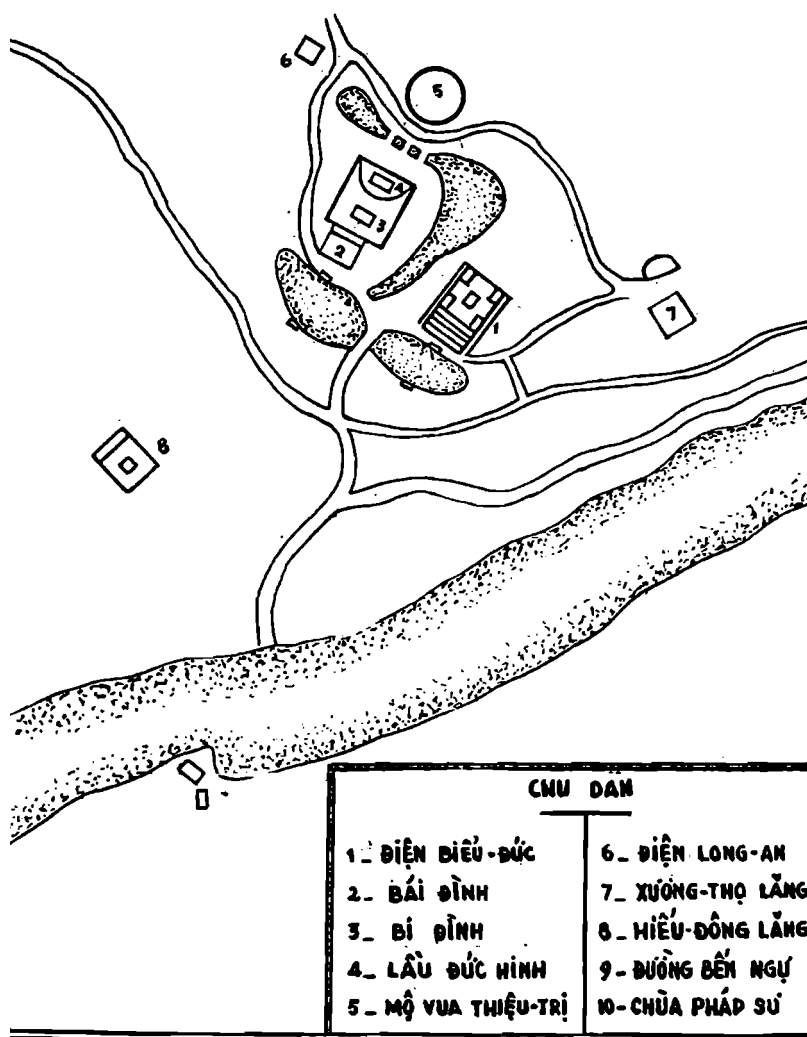 6
5
4
3
2
1
7
8
CHU DAN
1_ ĐIỆN BIỂU-ĐỨC
2_ BÁI ĐÌNH
3_ BI ĐÌNH
4_ LẦU ĐỨC HINH
5_ MỘ VUA THIỆU-TRỊ
6_ ĐIỆN LONG-AN
7_ XƯƠNG-THỌ LĂNG
8_ HIẾU-ĐÔNG LĂNG
9_ ĐƯỜNG BẾN NGỰ
10-CHÙA PHÁP SƯ